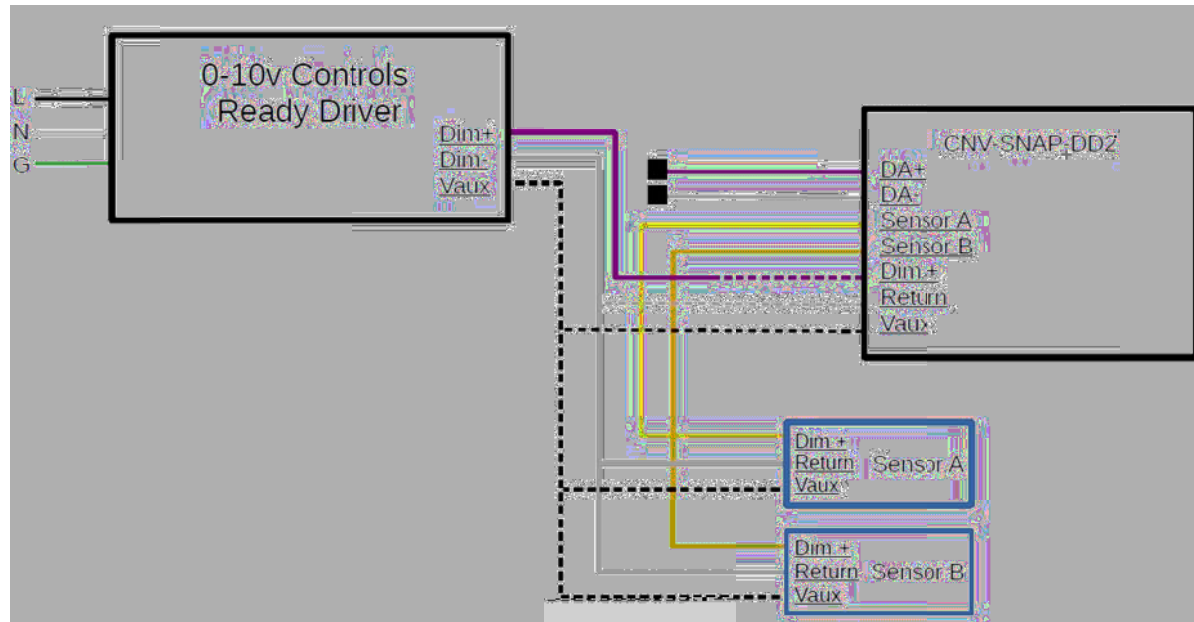 0-10v Controls
Ready Driver
L
N
G
Dim+
Dim-
Vaux
CNV-SNAP-DD2
DA+
DA-
Sensor A
Sensor B
Dim +
Return
Vaux
Dim +
Return
Vaux
Sensor A
Dim +
Return
Vaux
Sensor B